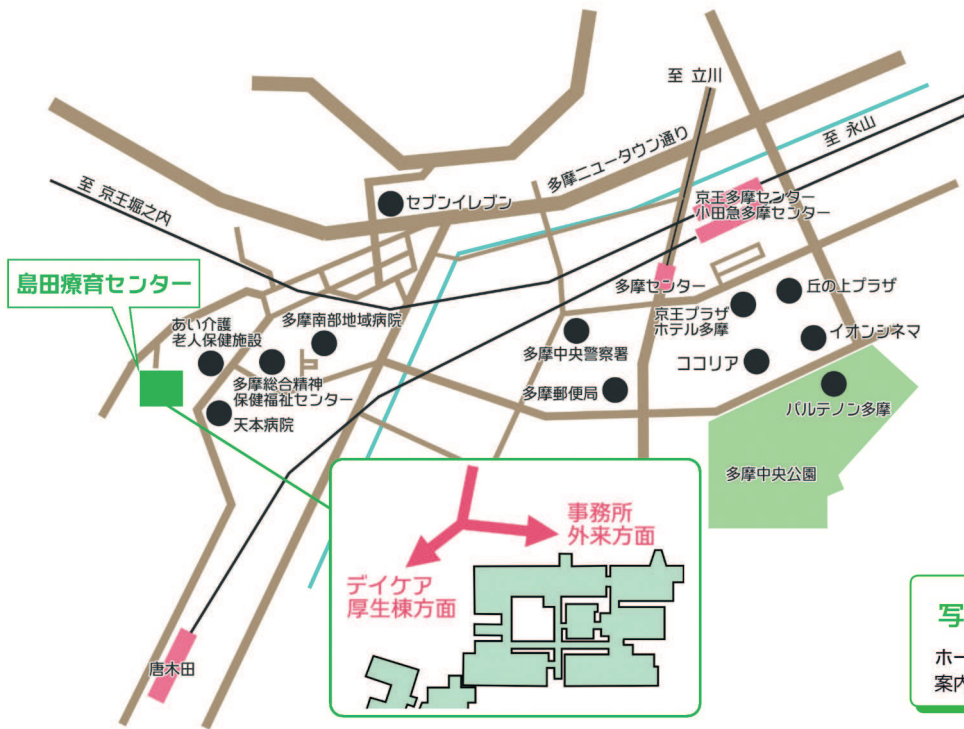 至 立川
至 永山
多摩ニュータウン通り
至 京王堀之内
セブンイレブン
京王多摩センター
小田急多摩センター
島田療育センター
多摩センター
丘の上プラザ
あい介護
老人保健施設
多摩南部地域病院
京王プラザ
ホテル多摩
イオンシネマ
多摩中央警察署
ココリア
多摩総合精神
保健福祉センター
多摩郵便局
天本病院
パルテノン多摩
多摩中央公園
事務所
外来方面
デイケア
厚生棟方面
唐木田
写
ホー
案内